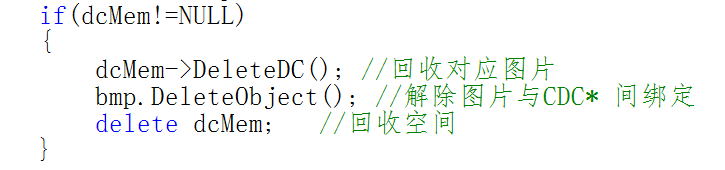 if(dcMem!=NULL)
{
dcMem->DeleteDC(); //回收对应图片
bmp.DeleteObject(); //解除图片与CDC* 间绑定
delete dcMem; //回收空间
}